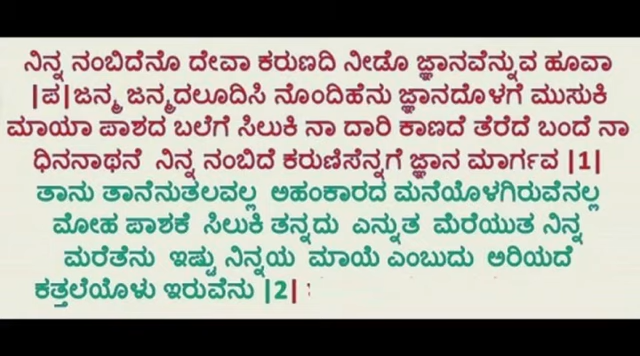 ನಿನ್ನ ನಂಬಿದೆನೊ ದೇವಾ ಕರುಣದಿ ನೀಡೊ ಜ್ಞಾನವೆನ್ನುವ ಹೂವಾ
|ಪ|ಜನ್ಮ ಜನ್ಮದಲೂದಿಸಿ ನೊಂದಿಹೆನು ಜ್ಞಾನದೊಳಗೆ ಮುಸುಕಿ
ಮಾಯಾ ಪಾಶದ ಬಲೆಗೆ ಸಿಲುಕಿ ನಾ ದಾರಿ ಕಾಣದೆ ತೆರೆದೆ ಬಂದೆ ನಾ
ಧಿನನಾಥನೆ ನಿನ್ನ ನಂಬಿದೆ ಕರುಣಿಸೆನ್ನಗೆ ಜ್ಞಾನ ಮಾರ್ಗವ |1|
ತಾನು ತಾನೆನುತಲವಲ್ಲ ಅಹಂಕಾರದ ಮನೆಯೊಳಗಿರುವೆನಲ್ಲ
ಮೋಹ ಪಾಶಕೆ ಸಿಲುಕಿ ತನ್ನದು ಎನ್ನುತ ಮೆರೆಯುತ ನಿನ್ನ
ಮರೆತೆನು ಇಷ್ಟು ನಿನ್ನಯ ಮಾಯೆ ಎಂಬುದು ಅರಿಯದೆ
ಕತ್ತಲೆಯೊಳು ಇರುವೆನು |2|